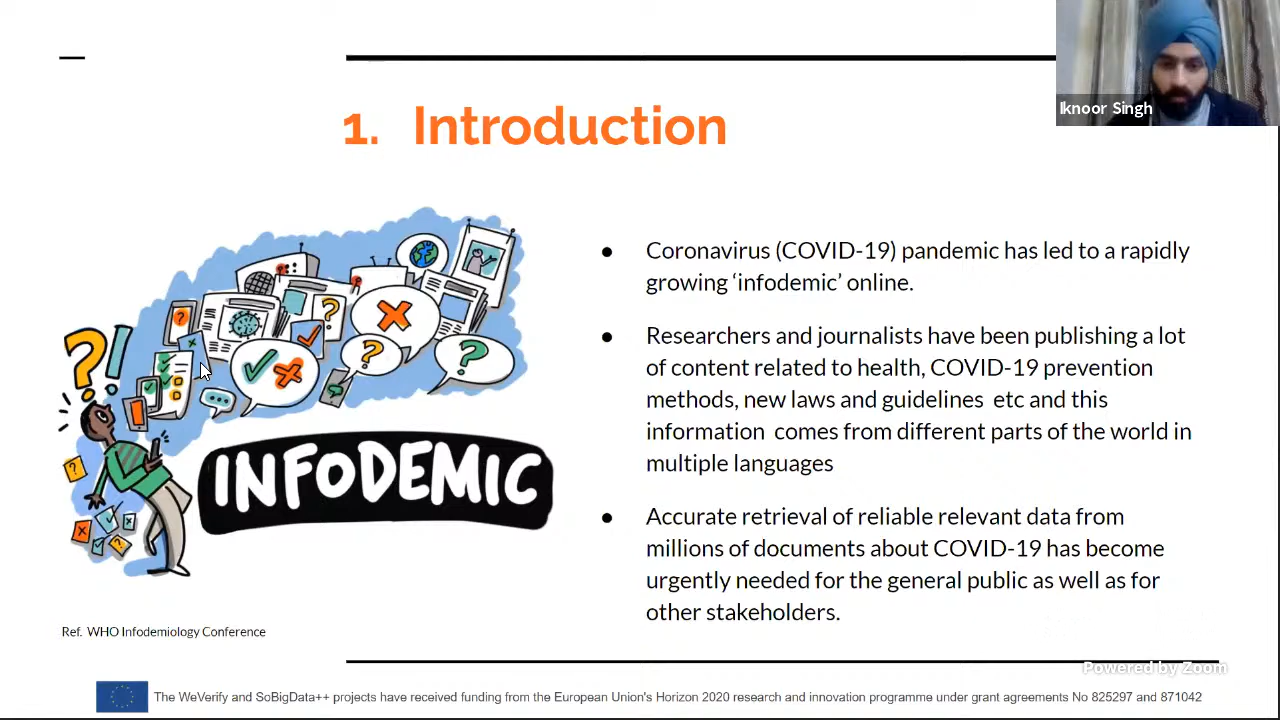 Iknoor Singh
1. Introduction
● Coronavirus (COVID-19) pandemic has led to a rapidly
growing ‘infodemic’ online.
● Researchers and journalists have been publishing a lot
of content related to health, COVID-19 prevention
methods, new laws and guidelines etc and this
information comes from different parts of the world in
multiple languages
● Accurate retrieval of reliable relevant data from
millions of documents about COVID-19 has become
urgently needed for the general public as well as for
other stakeholders.
INFODEMIC
Ref. WHO Infodemiology Conference
Powered by Zoom
The WeVerify and SoBigData++ projects have received funding from the European Union's Horizon 2020 research and innovation programme under grant agreements No 825297 and 871042